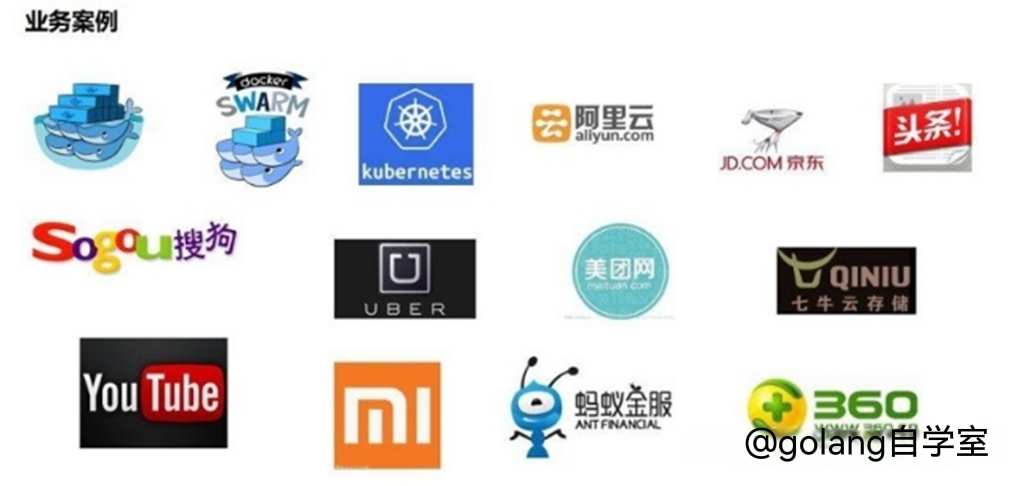 业务案例
docker
SWARM
kubernetes
阿里云
aliyun.com
JD.COM 京东
头条!
Sogou搜狗
U
UBER
美团网
meituan.com
QINIU
七牛云存储
You Tube
mi
蚂蚁金服
ANT FINANCIAL
360
@golang自学室